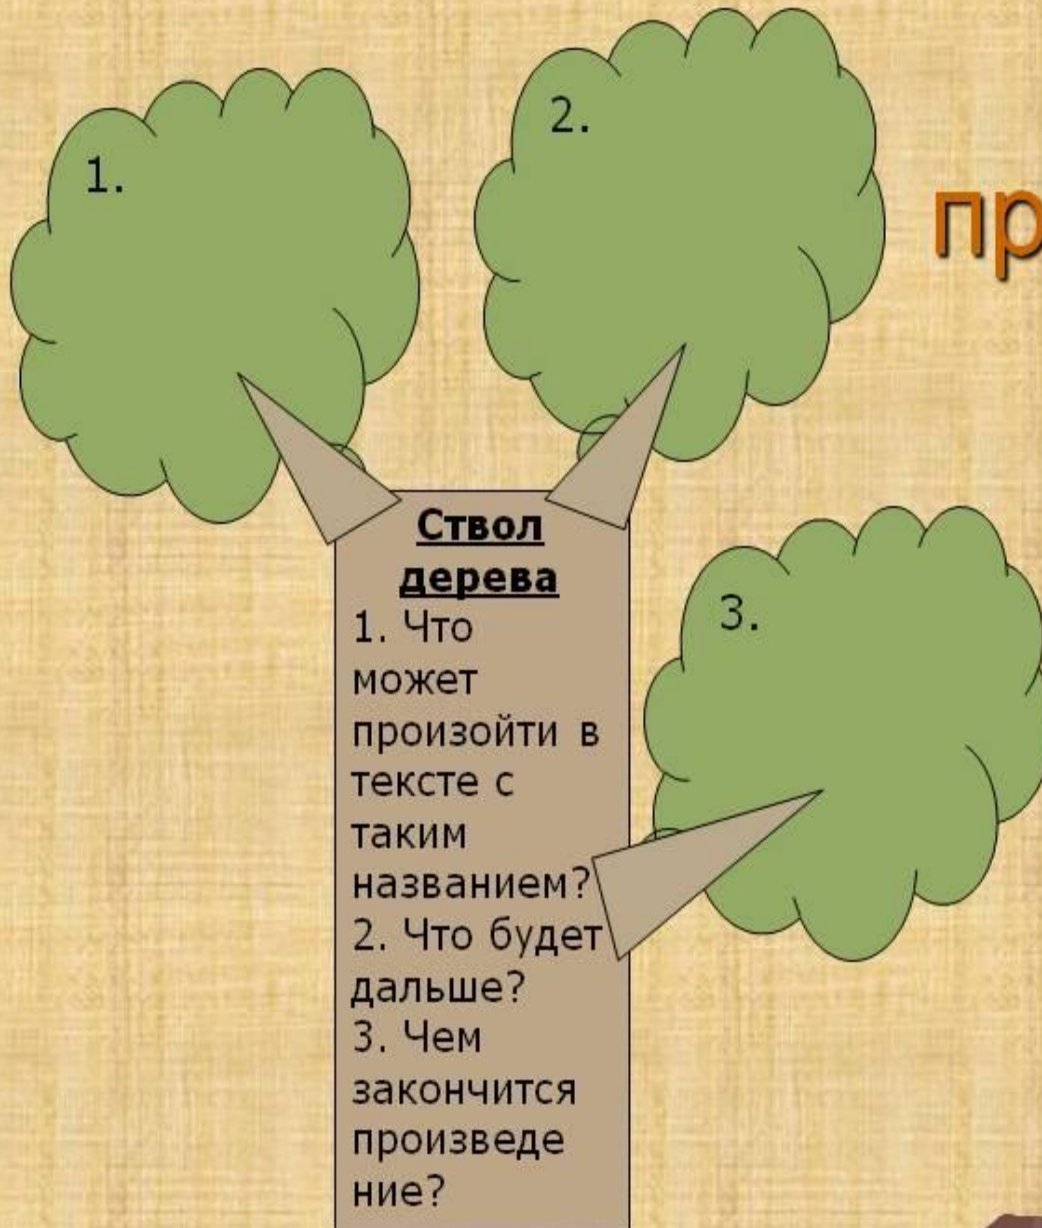 1.
2.
пр
Ствол
дерева
1. Что
может
произойти в
тексте с
таким
названием?
2. Что будет
дальше?
3. Чем
закончится
произведе
ние?
3.